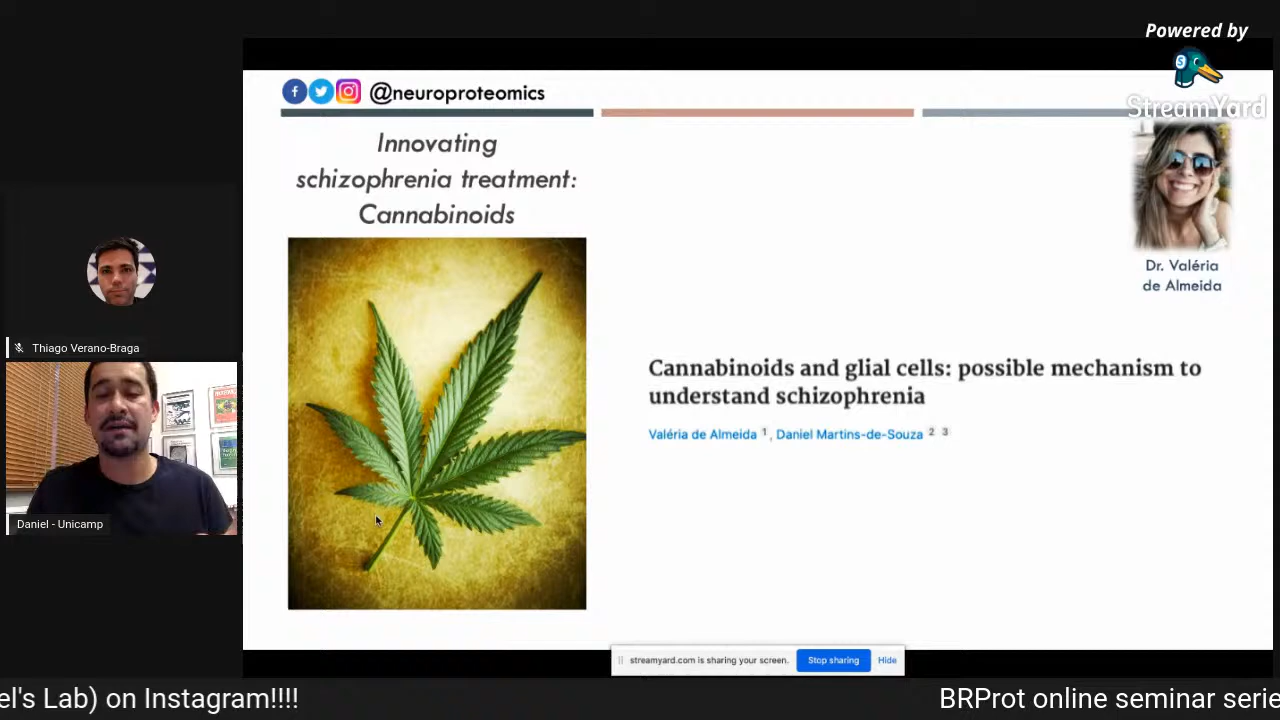 Powered by
StreamYard
@neuroproteomics
Innovating
schizophrenia treatment:
Cannabinoids
Dr. Valéria
de Almeida
Cannabinoids and glial cells: possible mechanism to
understand schizophrenia
Valéria de Almeida 1, Daniel Martins-de-Souza 2 3
Thiago Verano-Braga
Daniel - Unicamp
streamyard.com is sharing your screen. Stop sharing Hide
el's Lab) on Instagram!!!! BRProt online seminar serie